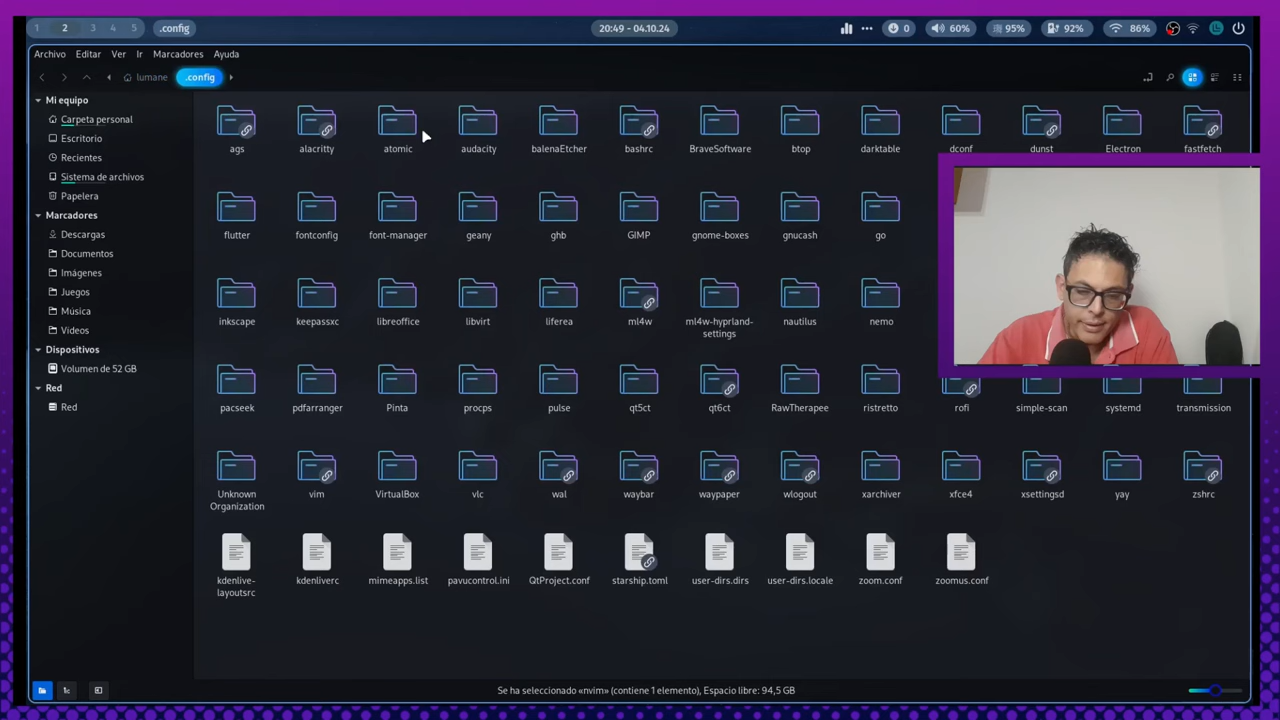 1 2 3 4 5 .config 20:49 - 04.10.24 0 60% 95% 92% 86%
Archivo Editar Ver Ir Marcadores Ayuda
lumane .config
Mi equipo
Carpeta personal
Escritorio
Recientes
Sistema de archivos
Papelera
Marcadores
Descargas
Documentos
Imágenes
Juegos
Música
Vídeos
Dispositivos
Volumen de 52 GB
Red
Red
ags alacritty atomic audacity balenaEtcher bashrc BraveSoftware btop darktable dconf dunst Electron fastfetch
flutter fontconfig font-manager geany ghb GIMP gnome-boxes gnucash go
inkscape keepassxc libreoffice libvirt liferea ml4w ml4w-hyprland-settings nautilus nemo
pacseek pdfarranger Pinta procps pulse qt5ct qt6ct RawTherapee ristretto rofi simple-scan systemd transmission
Unknown Organization vim VirtualBox vlc wal waybar waypaper wlogout xarchiver xfce4 xsettingsd yay zshrc
kdenlive-layoutsrc kdenliverc mimeapps.list pavucontrol.ini QtProject.conf starship.toml user-dirs.dirs user-dirs.locale zoom.conf zoomus.conf
Se ha seleccionado «nvim» (contiene 1 elemento), Espacio libre: 94,5 GB